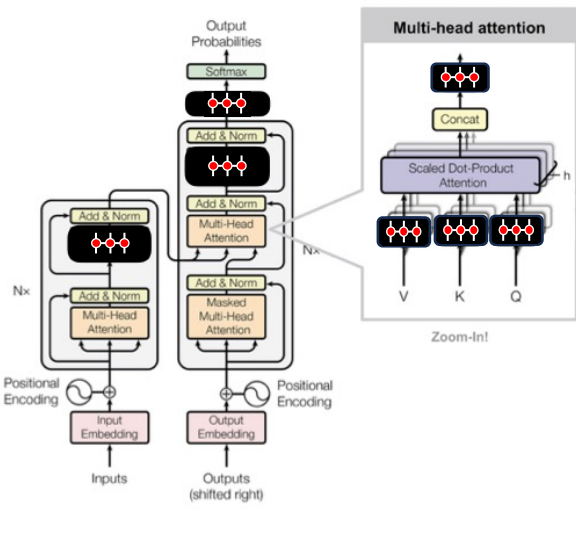 Output
Probabilities
Softmax
Add & Norm
Add & Norm
Multi-Head
Attention
Add & Norm
Masked
Multi-Head
Attention
Nx
Add & Norm
Add & Norm
Multi-Head
Attention
Nx
Positional
Encoding
Positional
Encoding
Input
Embedding
Output
Embedding
Inputs
Outputs
(shifted right)
Multi-head attention
Concat
Scaled Dot-Product
Attention
h
V
K
Q
Zoom-In!